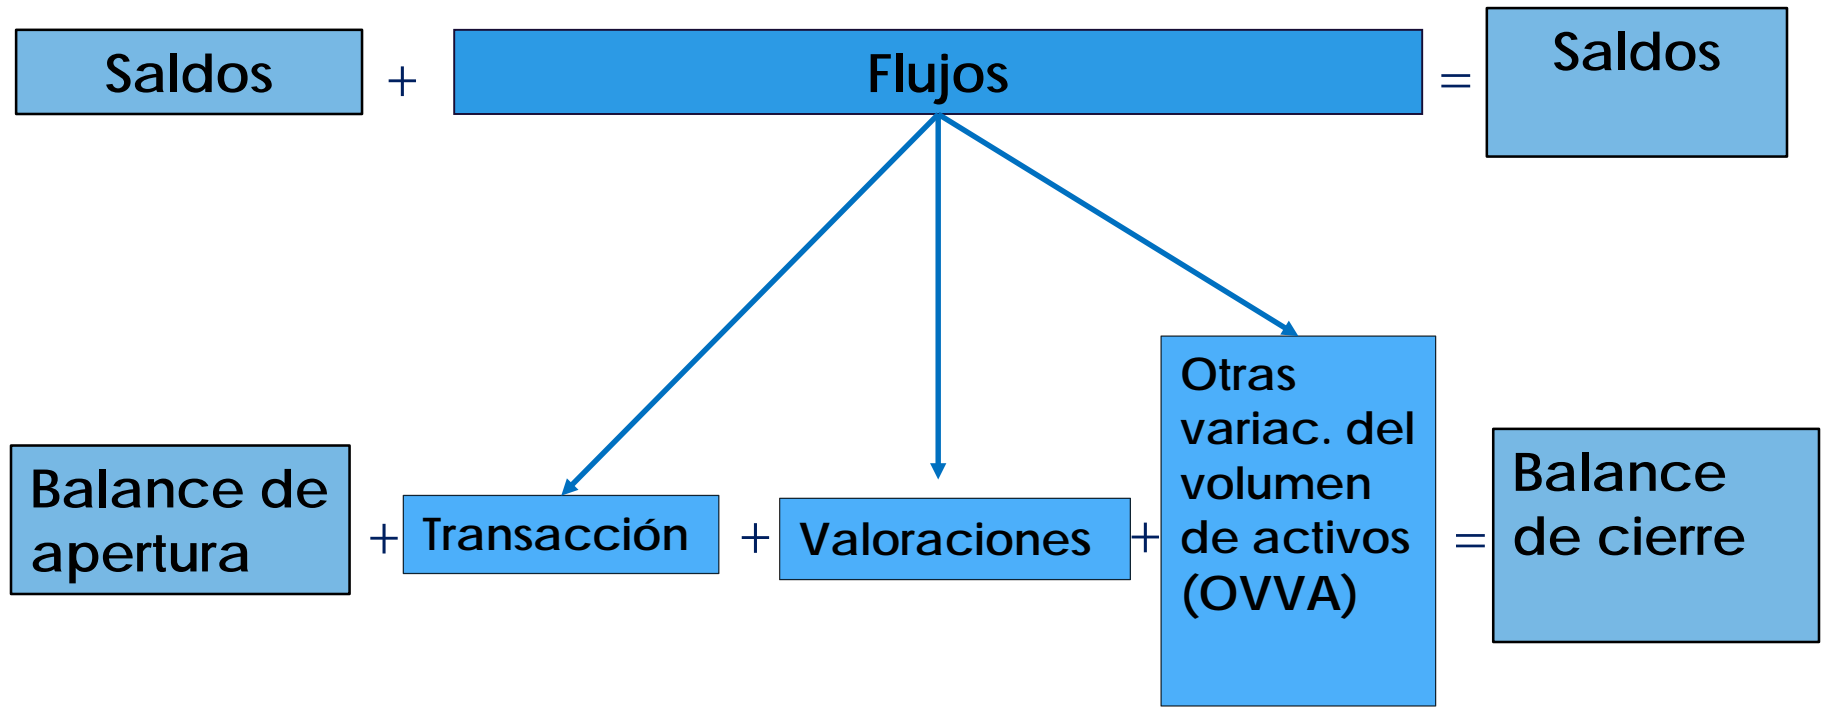 Saldos + Flujos = Saldos
Balance de
apertura
+ Transacción + Valoraciones +
Otras
variac. del
volumen
de activos
(OVVA)
=
Balance
de cierre